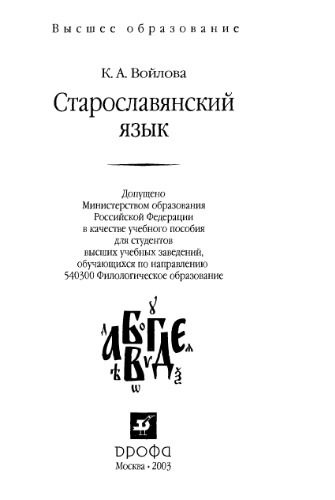 Высшее образование
К. А. Войлова
Старославянский
язык
Допущено
Министерством образования
Российской Федерации
в качестве учебного пособия
для студентов
высших учебных заведений,
обучающихся по направлению
540300 Филологическое образование
АБВГДЕ
ДРОФА
Москва • 2003